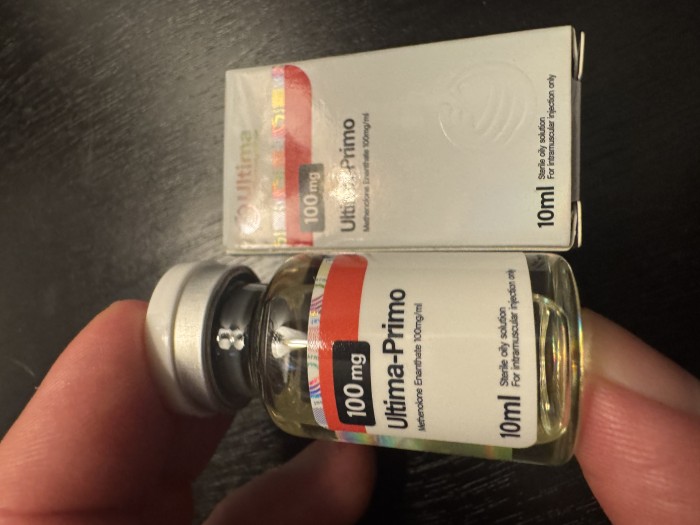 Ultima
100 mg
Ultima-Primo
Methenolone Enanthate 100mg/ml
10ml
Sterile oily solution
For intramuscular injection only
100 mg
Ultima-Primo
Methenolone Enanthate 100mg/ml
10ml
Sterile oily solution
For intramuscular injection only